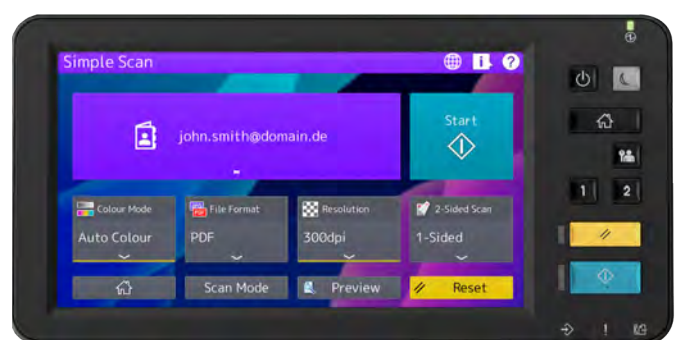 Simple Scan
john.smith@domain.de
Start
Colour Mode
File Format
Resolution
2-Sided Scan
Auto Colour
PDF
300dpi
1-Sided
Scan Mode
Preview
Reset
1
2